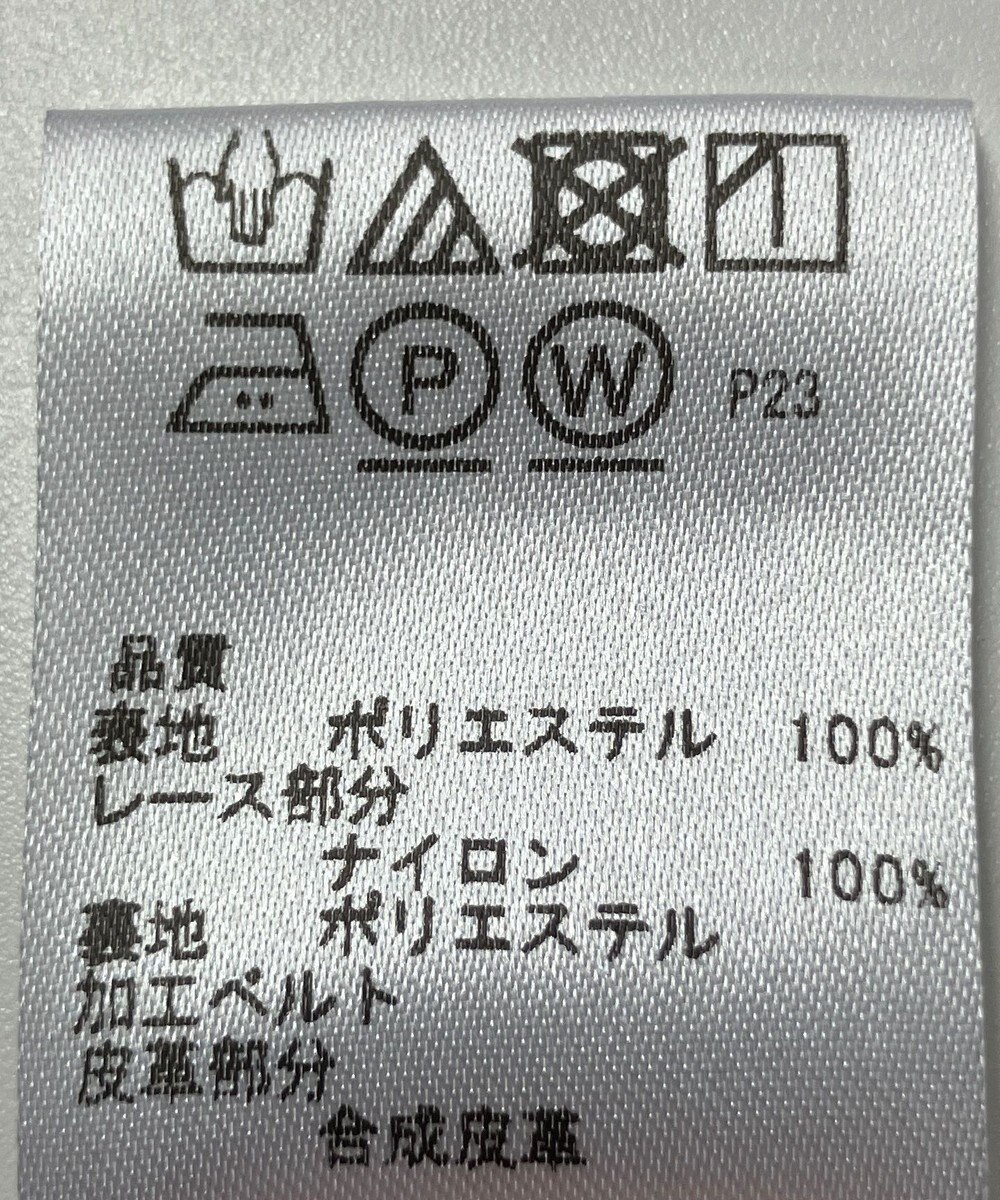 P
W
P23
品質
表地 ポリエステル 100%
レース部分
ナイロン 100%
裏地 ポリエステル
加工ベルト
皮革部分
合成皮革